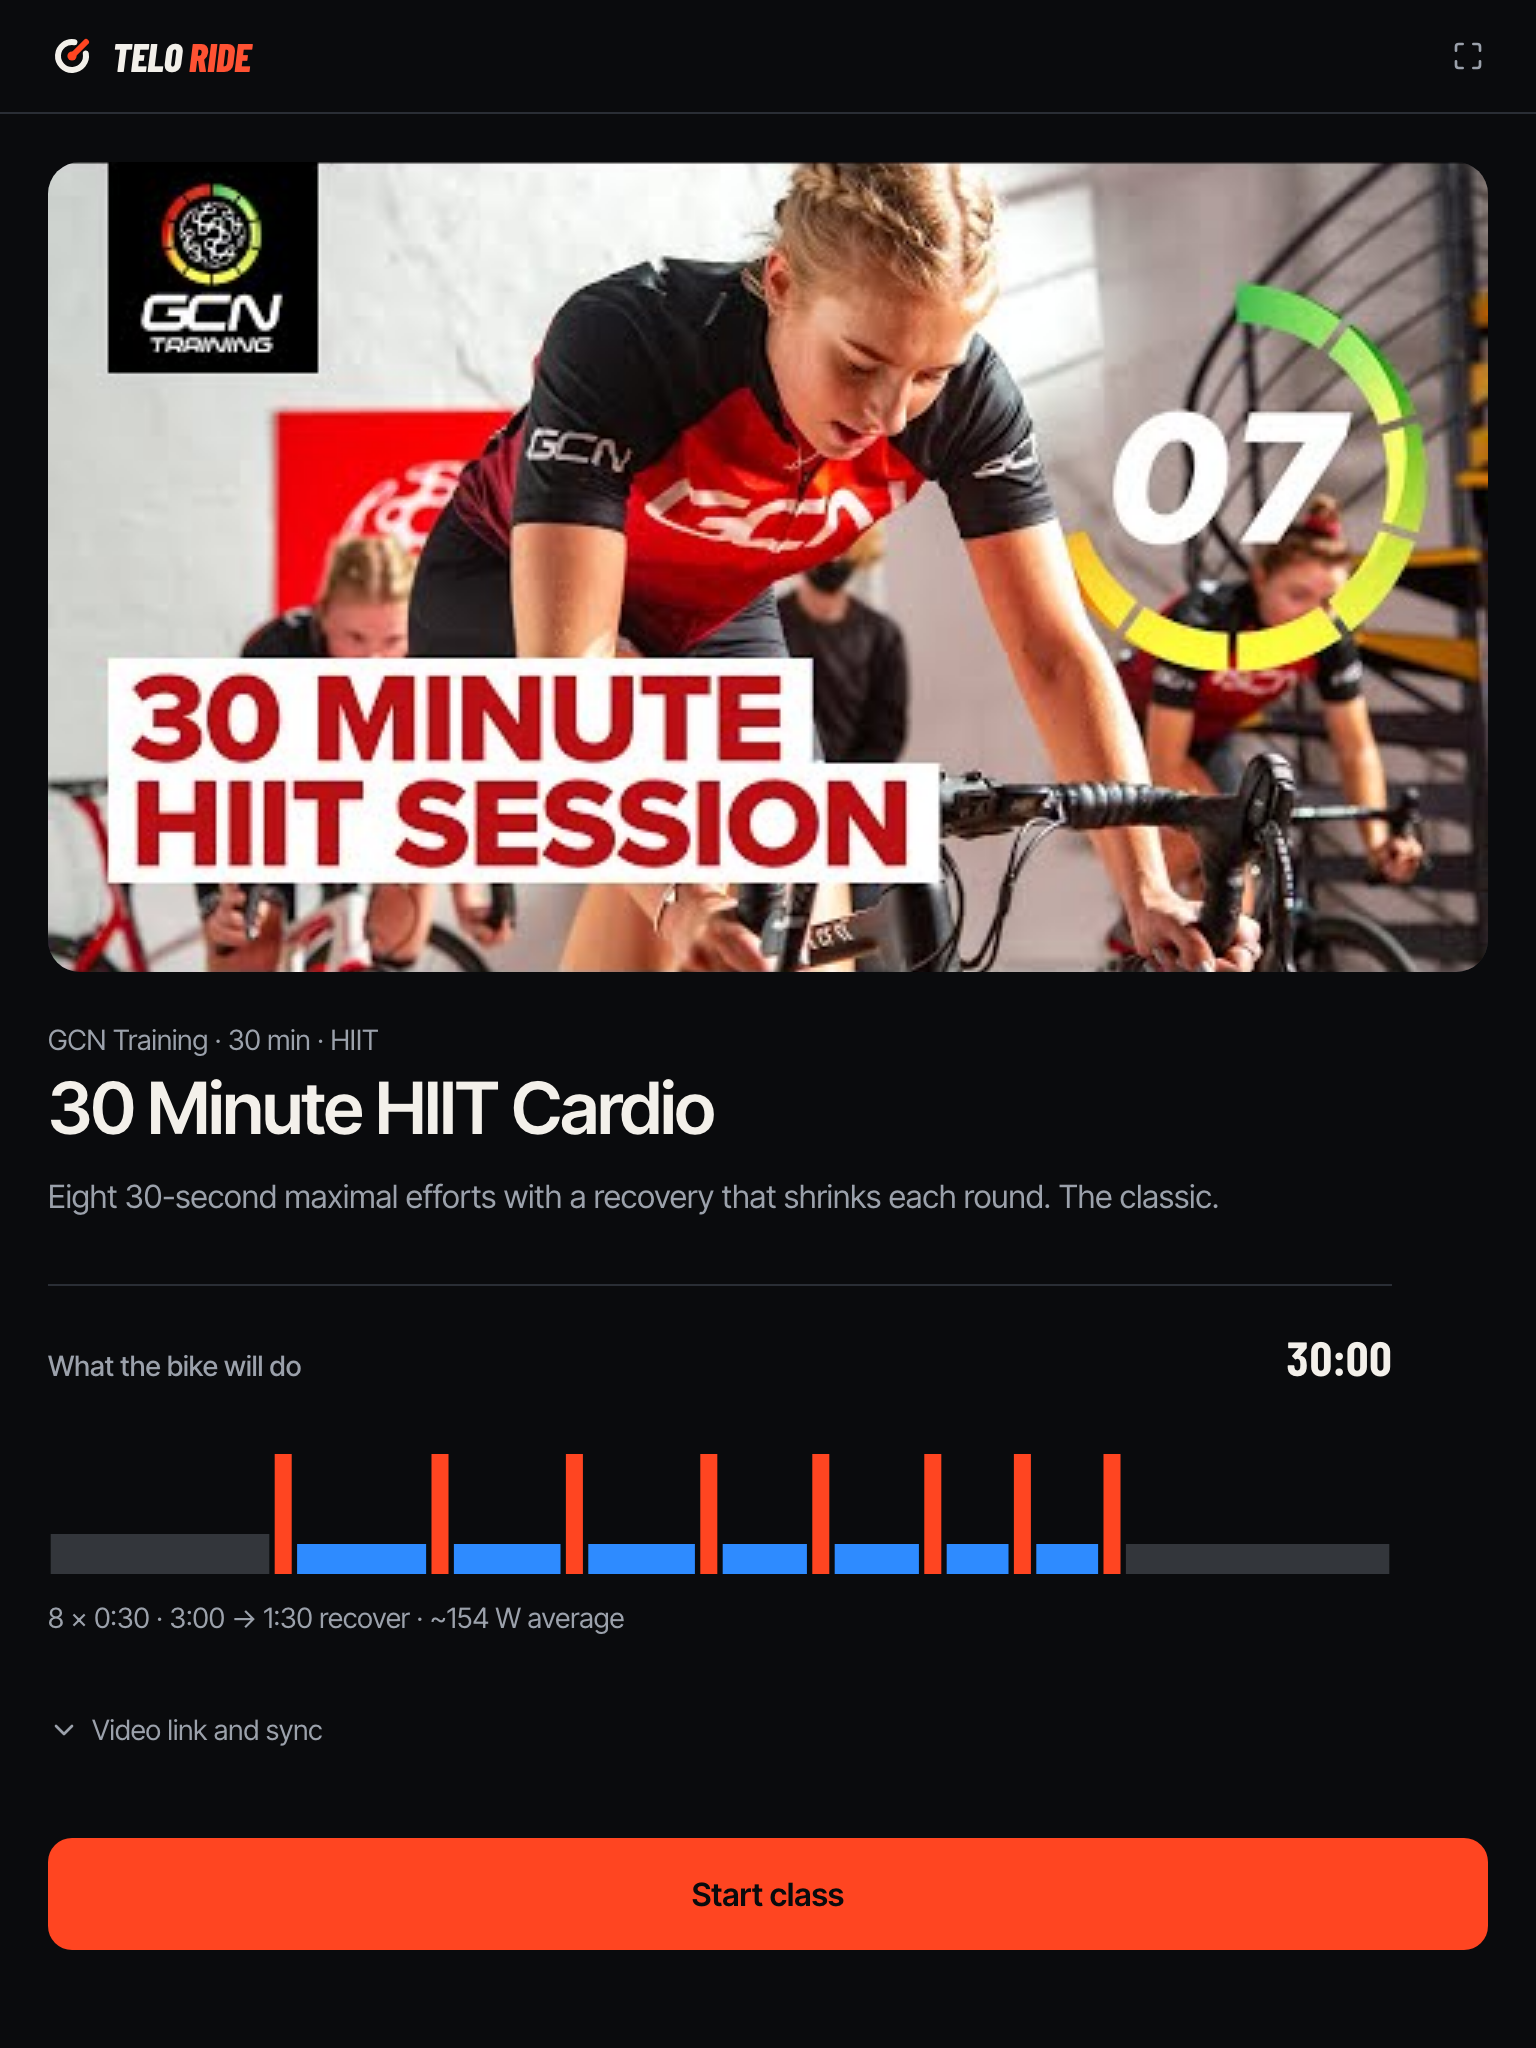 TELO RIDE
GCN
TRAINING
GCN
GCN
07
30 MINUTE
HIIT SESSION
GCN Training · 30 min · HIIT
30 Minute HIIT Cardio
Eight 30-second maximal efforts with a recovery that shrinks each round. The classic.
What the bike will do
30:00
8 × 0:30 · 3:00 → 1:30 recover · ~154 W average
Video link and sync
Start class